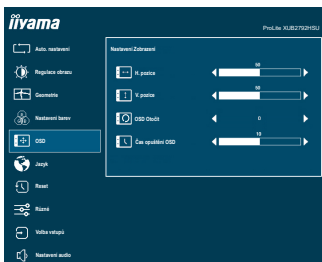 iiyama
ProLite XUB2792HSU
Auto. nastavení
Regulace obrazu
Geometrie
Nastavení barev
OSD
Jazyk
Reset
Různé
Volba vstupů
Nastavení audio
Nastavení Zobrazení
H. pozice
50
V. pozice
50
OSD Otočit
0
Čas opuštění OSD
10